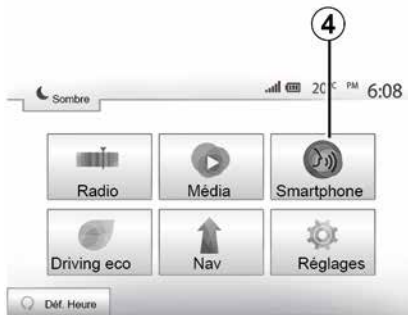 4
Sombre
20°C PM 6:08
Radio Média Smartphone
Driving eco Nav Réglages
Déf. Heure